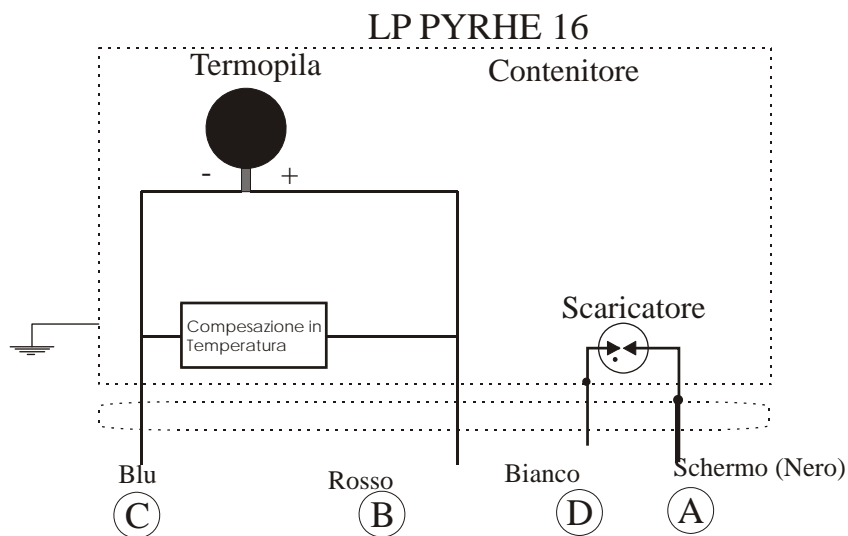 LP PYRHE 16
Termopila
Contenitore
- +
Compesazione in
Temperatura
Scaricatore
Blu
Rosso
Bianco
Schermo (Nero)
C
B
D
A